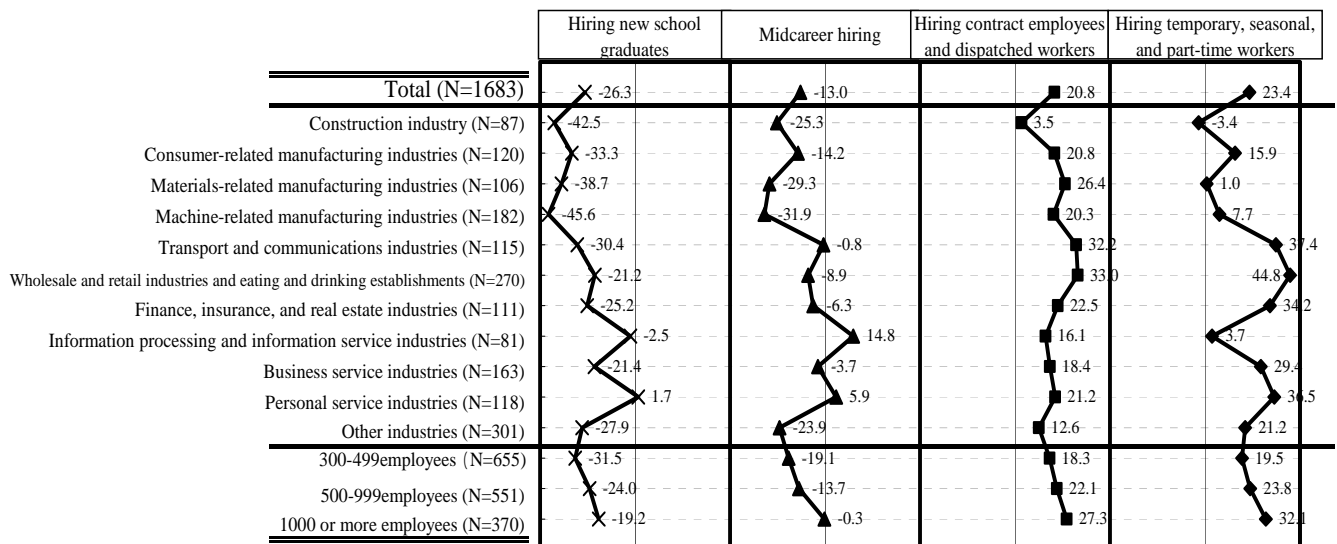 Hiring new school graduates
Midcareer hiring
Hiring contract employees and dispatched workers
Hiring temporary, seasonal, and part-time workers
Total (N=1683) -26.3 -13.0 20.8 23.4
Construction industry (N=87) -42.5 -25.3 3.5 -3.4
Consumer-related manufacturing industries (N=120) -33.3 -14.2 20.8 15.9
Materials-related manufacturing industries (N=106) -38.7 -29.3 26.4 1.0
Machine-related manufacturing industries (N=182) -45.6 -31.9 20.3 7.7
Transport and communications industries (N=115) -30.4 -0.8 32.2 37.4
Wholesale and retail industries and eating and drinking establishments (N=270) -21.2 -8.9 33.0 44.8
Finance, insurance, and real estate industries (N=111) -25.2 -6.3 22.5 34.2
Information processing and information service industries (N=81) -2.5 14.8 16.1 3.7
Business service industries (N=163) -21.4 -3.7 18.4 29.4
Personal service industries (N=118) 1.7 5.9 21.2 36.5
Other industries (N=301) -27.9 -23.9 12.6 21.2
300-499employees (N=655) -31.5 -19.1 18.3 19.5
500-999employees (N=551) -24.0 -13.7 22.1 23.8
1000 or more employees (N=370) -19.2 -0.3 27.3 32.1